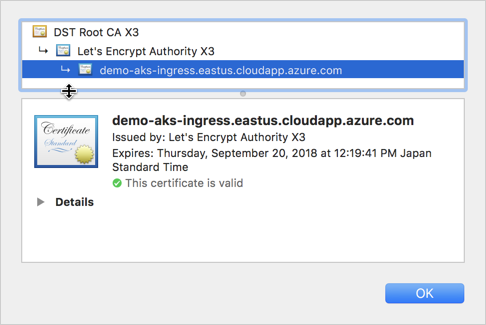 DST Root CA X3
Let's Encrypt Authority X3
demo-aks-ingress.eastus.cloudapp.azure.com
Certificate
Standard
demo-aks-ingress.eastus.cloudapp.azure.com
Issued by: Let's Encrypt Authority X3
Expires: Thursday, September 20, 2018 at 12:19:41 PM Japan
Standard Time
This certificate is valid
Details
OK